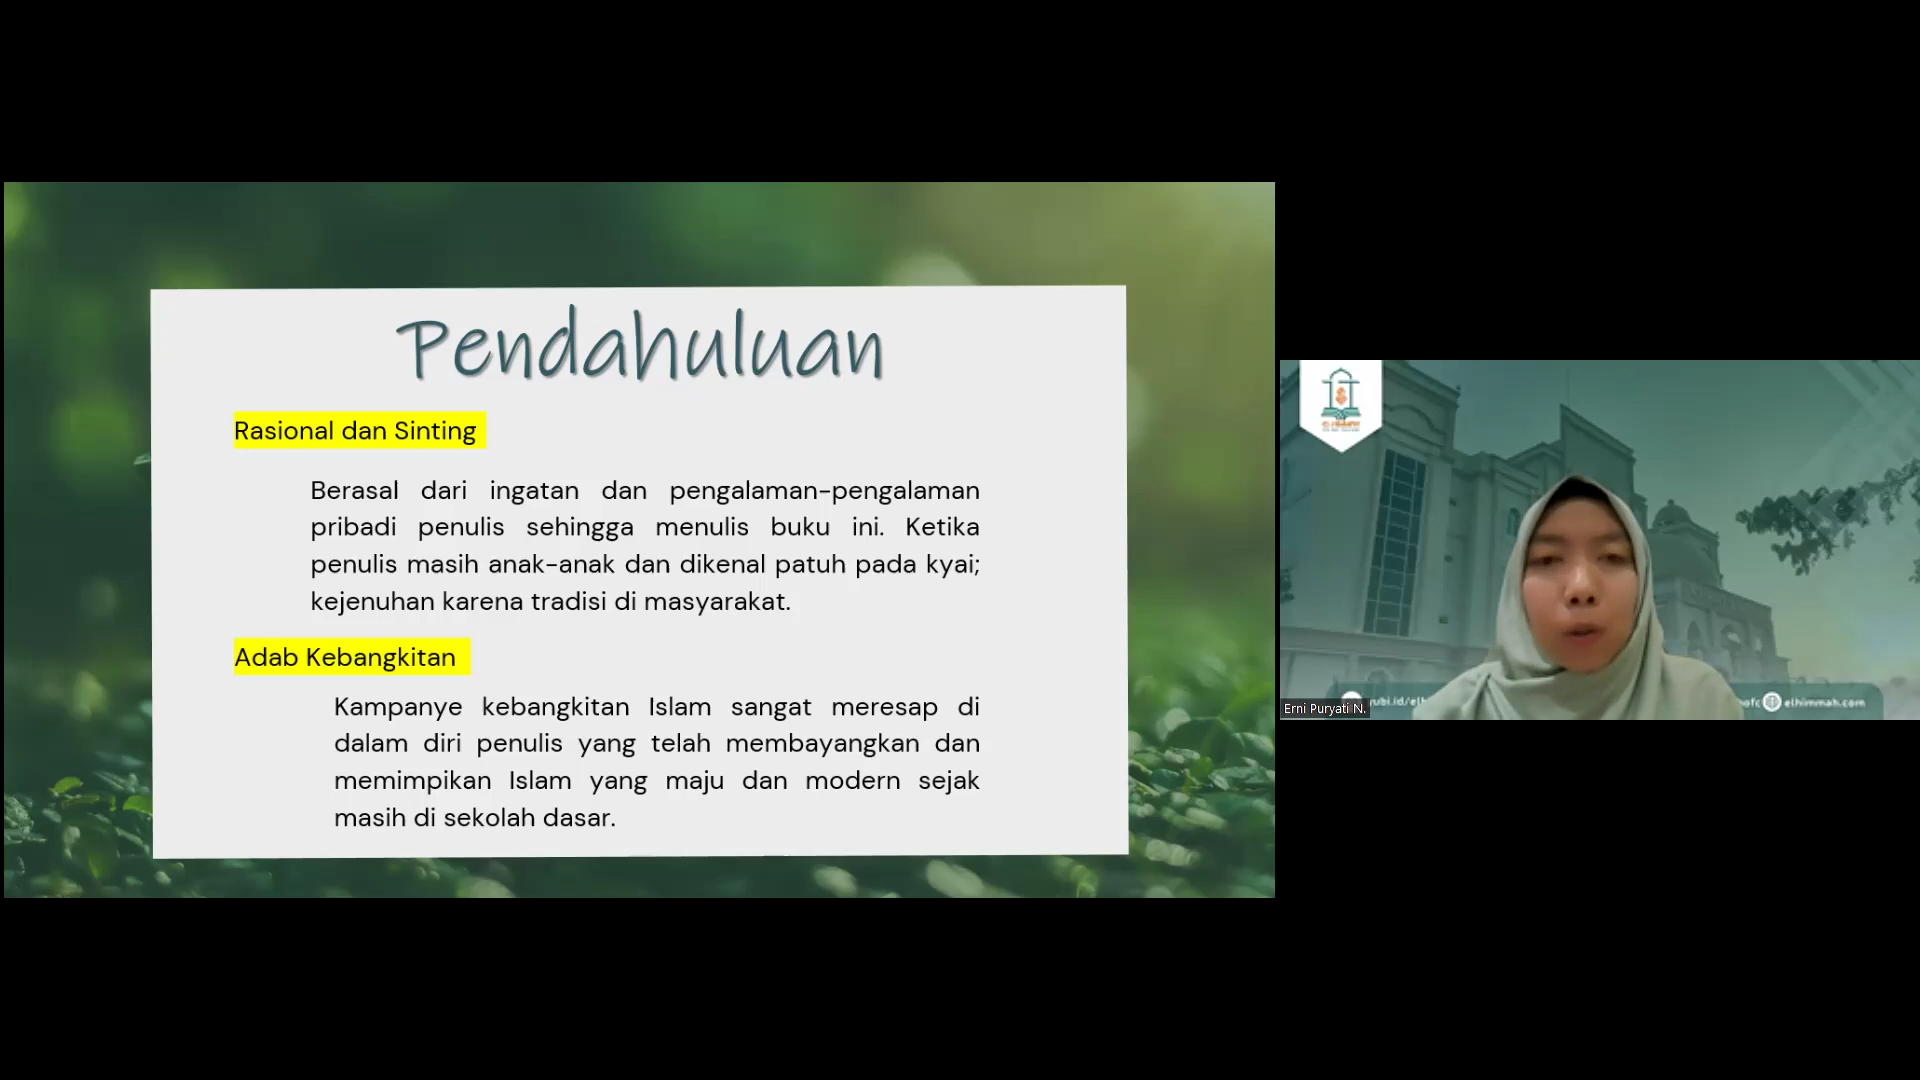 Pendahuluan
Rasional dan Sinting
Berasal dari ingatan dan pengalaman-pengalaman
pribadi penulis sehingga menulis buku ini. Ketika
penulis masih anak-anak dan dikenal patuh pada kyai;
kejenuhan karena tradisi di masyarakat.
Adab Kebangkitan
Kampanye kebangkitan Islam sangat meresap di
dalam diri penulis yang telah membayangkan dan
memimpikan Islam yang maju dan modern sejak
masih di sekolah dasar.
elhimmah.com
Erni Puryati N.